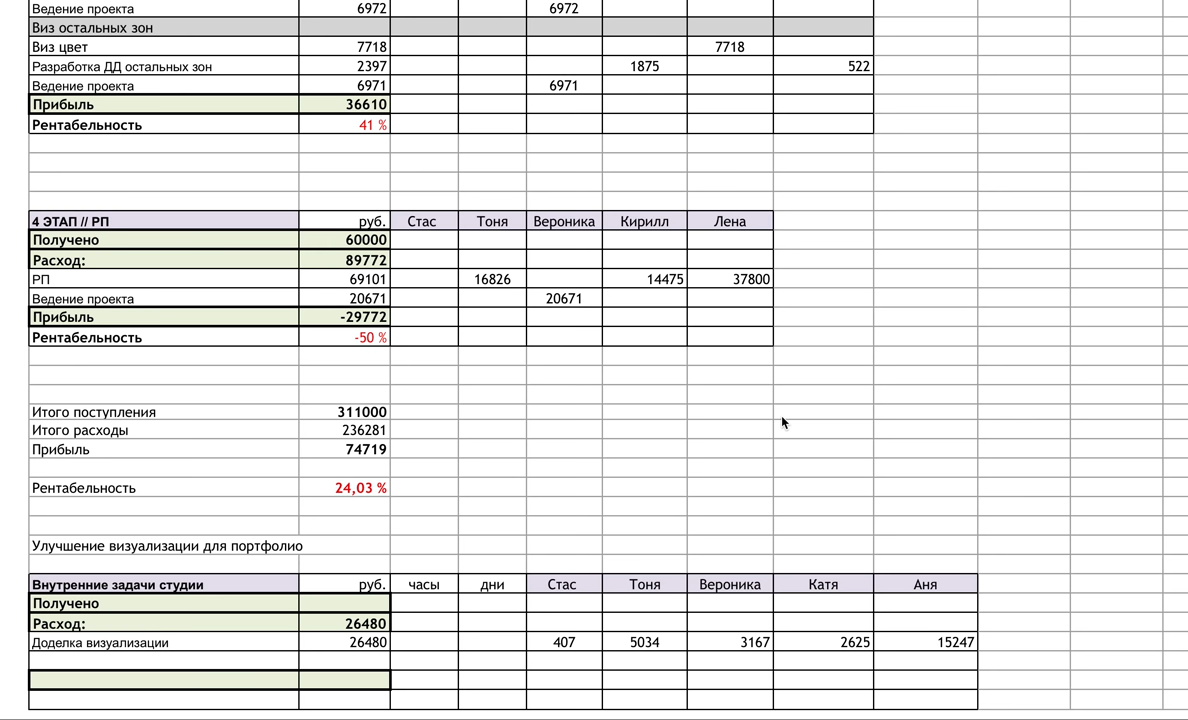 Ведение проекта 6972 6972
Виз остальных зон
Виз цвет 7718 7718
Разработка ДД остальных зон 2397 1875 522
Ведение проекта 6971 6971
Прибыль 36610
Рентабельность 41 %
4 ЭТАП // РП руб. Стас Тоня Вероника Кирилл Лена
Получено 60000
Расход: 89772
РП 69101 16826 14475 37800
Ведение проекта 20671 20671
Прибыль -29772
Рентабельность -50 %
Итого поступления 311000
Итого расходы 236281
Прибыль 74719
Рентабельность 24,03 %
Улучшение визуализации для портфолио
Внутренние задачи студии руб. часы дни Стас Тоня Вероника Катя Аня
Получено
Расход: 26480
Доделка визуализации 26480 407 5034 3167 2625 15247